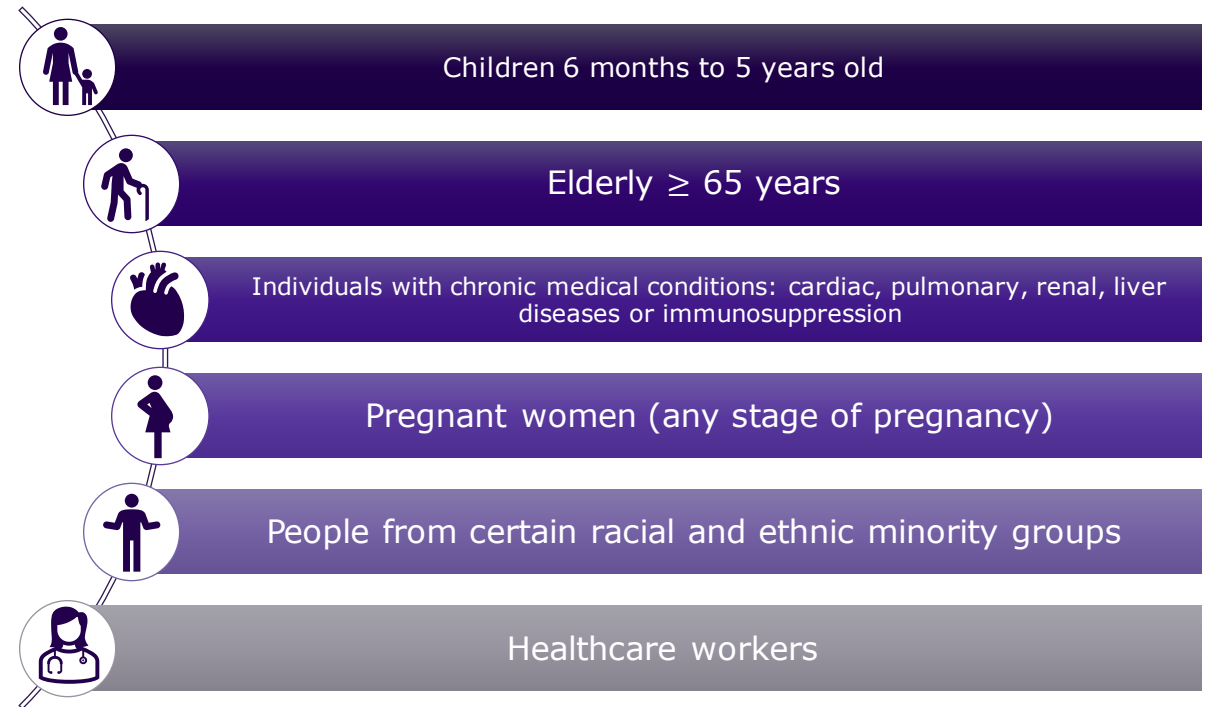 Children 6 months to 5 years old
Elderly ≥ 65 years
Individuals with chronic medical conditions: cardiac, pulmonary, renal, liver
diseases or immunosuppression
Pregnant women (any stage of pregnancy)
People from certain racial and ethnic minority groups
Healthcare workers